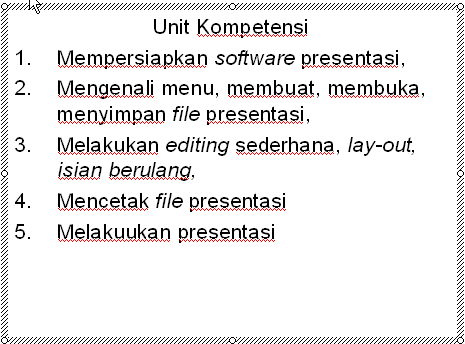 Unit Kompetensi
1. Mempersiapkan software presentasi,
2. Mengenali menu, membuat, membuka,
menyimpan file presentasi,
3. Melakukan editing sederhana, lay-out,
isian berulang,
4. Mencetak file presentasi
5. Melakuukan presentasi